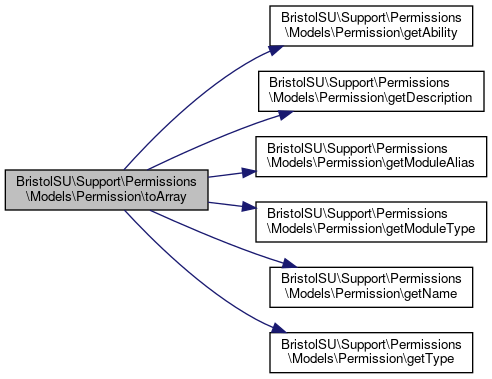 BristolSU\Support\Permissions
\Models\Permission\getAbility
BristolSU\Support\Permissions
\Models\Permission\getDescription
BristolSU\Support\Permissions
\Models\Permission\getModuleAlias
BristolSU\Support\Permissions
\Models\Permission\toArray
BristolSU\Support\Permissions
\Models\Permission\getModuleType
BristolSU\Support\Permissions
\Models\Permission\getName
BristolSU\Support\Permissions
\Models\Permission\getType